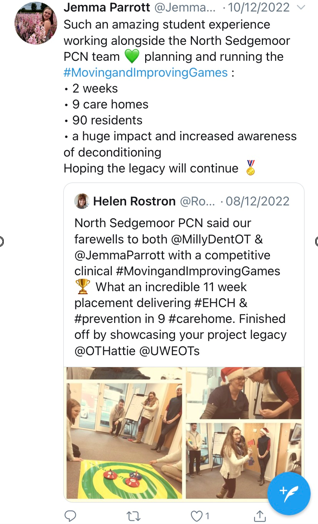 Jemma Parrott @Jemma... · 10/12/2022
Such an amazing student experience
working alongside the North Sedgemoor
PCN team 💚 planning and running the
#MovingandImprovingGames :
• 2 weeks
• 9 care homes
• 90 residents
• a huge impact and increased awareness
of deconditioning
Hoping the legacy will continue 🏅
Helen Rostron @Ro... · 08/12/2022
North Sedgemoor PCN said our
farewells to both @MillyDentOT &
@JemmaParrott with a competitive
clinical #MovingandImprovingGames
🏆 What an incredible 11 week
placement delivering #EHCH &
#prevention in 9 #carehome. Finished
off by showcasing your project legacy
@OTHattie @UWEOTs
1